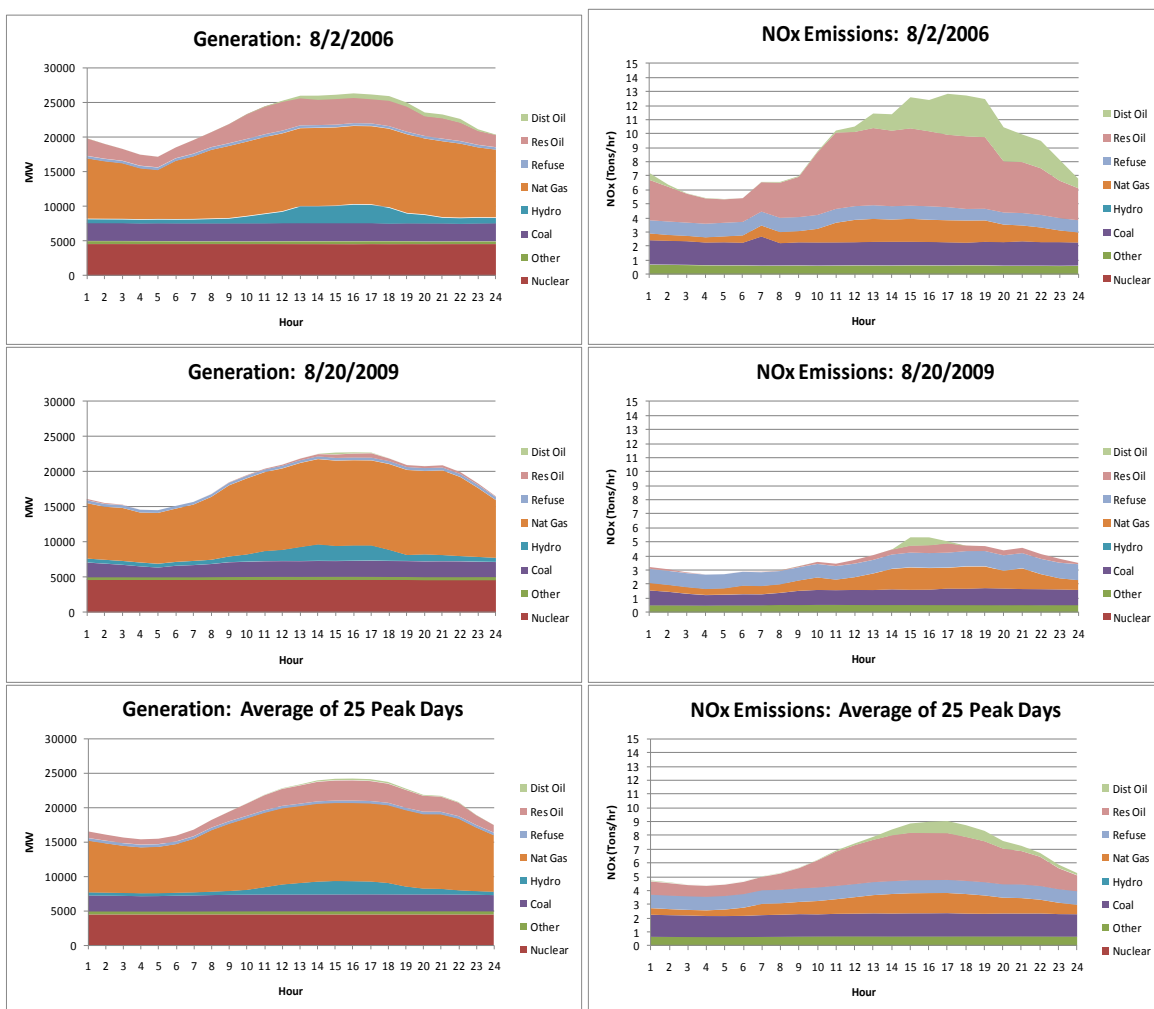 Generation: 8/2/2006
30000
25000
20000
15000
10000
5000
0
MW
1 2 3 4 5 6 7 8 9 10 11 12 13 14 15 16 17 18 19 20 21 22 23 24
Hour
Dist Oil
Res Oil
Refuse
Nat Gas
Hydro
Coal
Other
Nuclear
NOx Emissions: 8/2/2006
15
14
13
12
11
10
9
8
7
6
5
4
3
2
1
0
NOx (Tons/hr)
1 2 3 4 5 6 7 8 9 10 11 12 13 14 15 16 17 18 19 20 21 22 23 24
Hour
Dist Oil
Res Oil
Refuse
Nat Gas
Hydro
Coal
Other
Nuclear
Generation: 8/20/2009
30000
25000
20000
15000
10000
5000
0
MW
1 2 3 4 5 6 7 8 9 10 11 12 13 14 15 16 17 18 19 20 21 22 23 24
Hour
Dist Oil
Res Oil
Refuse
Nat Gas
Hydro
Coal
Other
Nuclear
NOx Emissions: 8/20/2009
15
14
13
12
11
10
9
8
7
6
5
4
3
2
1
0
NOx (Tons/hr)
1 2 3 4 5 6 7 8 9 10 11 12 13 14 15 16 17 18 19 20 21 22 23 24
Hour
Dist Oil
Res Oil
Refuse
Nat Gas
Hydro
Coal
Other
Nuclear
Generation: Average of 25 Peak Days
30000
25000
20000
15000
10000
5000
0
MW
1 2 3 4 5 6 7 8 9 10 11 12 13 14 15 16 17 18 19 20 21 22 23 24
Hour
Dist Oil
Res Oil
Refuse
Nat Gas
Hydro
Coal
Other
Nuclear
NOx Emissions: Average of 25 Peak Days
15
14
13
12
11
10
9
8
7
6
5
4
3
2
1
0
NOx (Tons/hr)
1 2 3 4 5 6 7 8 9 10 11 12 13 14 15 16 17 18 19 20 21 22 23 24
Hour
Dist Oil
Res Oil
Refuse
Nat Gas
Hydro
Coal
Other
Nuclear